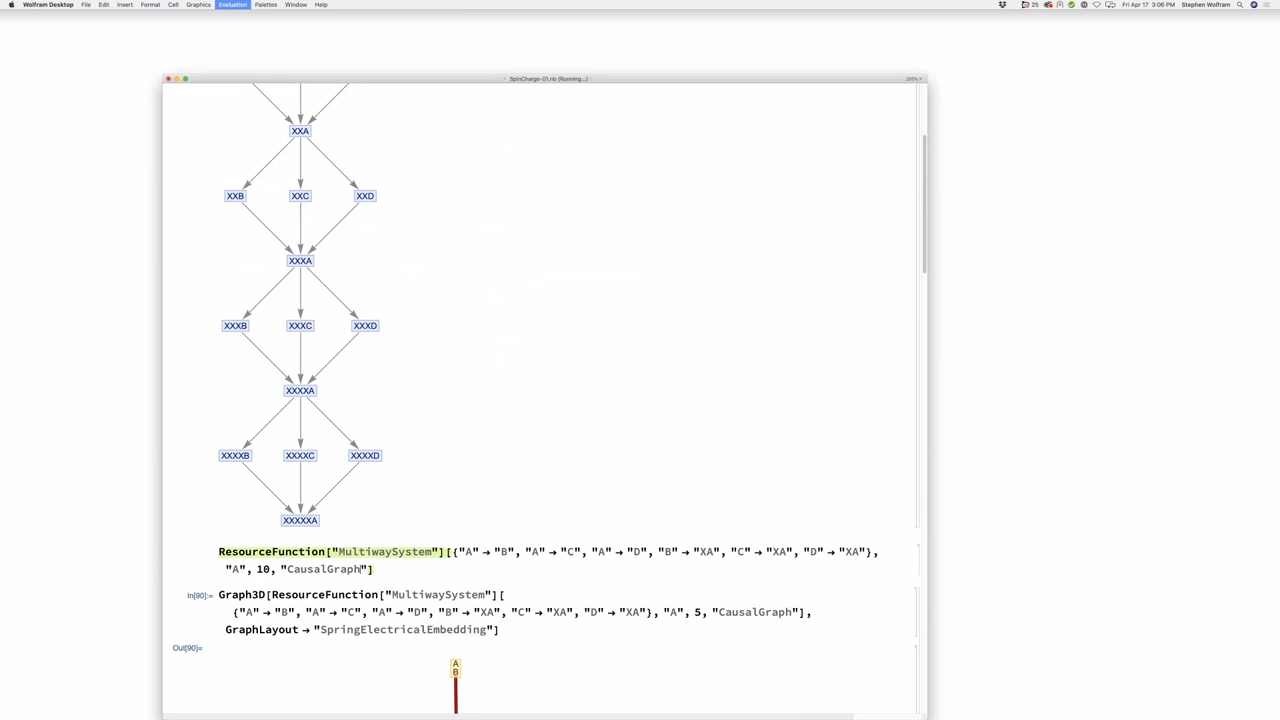 Wolfram Desktop File Edit Insert Format Cell Graphics Evaluation Palettes Window Help 25 Fri Apr 17 3:06 PM Stephen Wolfram
SpinCharge-01.nb (Running...) 200%
XXA
XXB XXC XXD
XXXA
XXXB XXXC XXXD
XXXXA
XXXXB XXXXC XXXXD
XXXXXA
ResourceFunction["MultiwaySystem"][{"A" → "B", "A" → "C", "A" → "D", "B" → "XA", "C" → "XA", "D" → "XA"},
"A", 10, "CausalGraph"]
In[90]:= Graph3D[ResourceFunction["MultiwaySystem"][
{"A" → "B", "A" → "C", "A" → "D", "B" → "XA", "C" → "XA", "D" → "XA"}, "A", 5, "CausalGraph"],
GraphLayout → "SpringElectricalEmbedding"]
Out[90]=
A
B